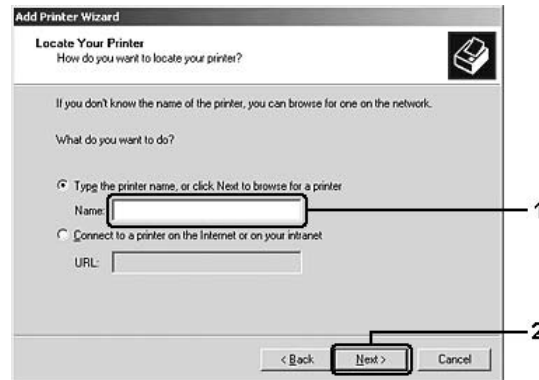 Add Printer Wizard
Locate Your Printer
How do you want to locate your printer?
If you don't know the name of the printer, you can browse for one on the network.
What do you want to do?
Type the printer name, or click Next to browse for a printer
Name:
1
Connect to a printer on the Internet or on your intranet
URL:
2
< Back Next > Cancel